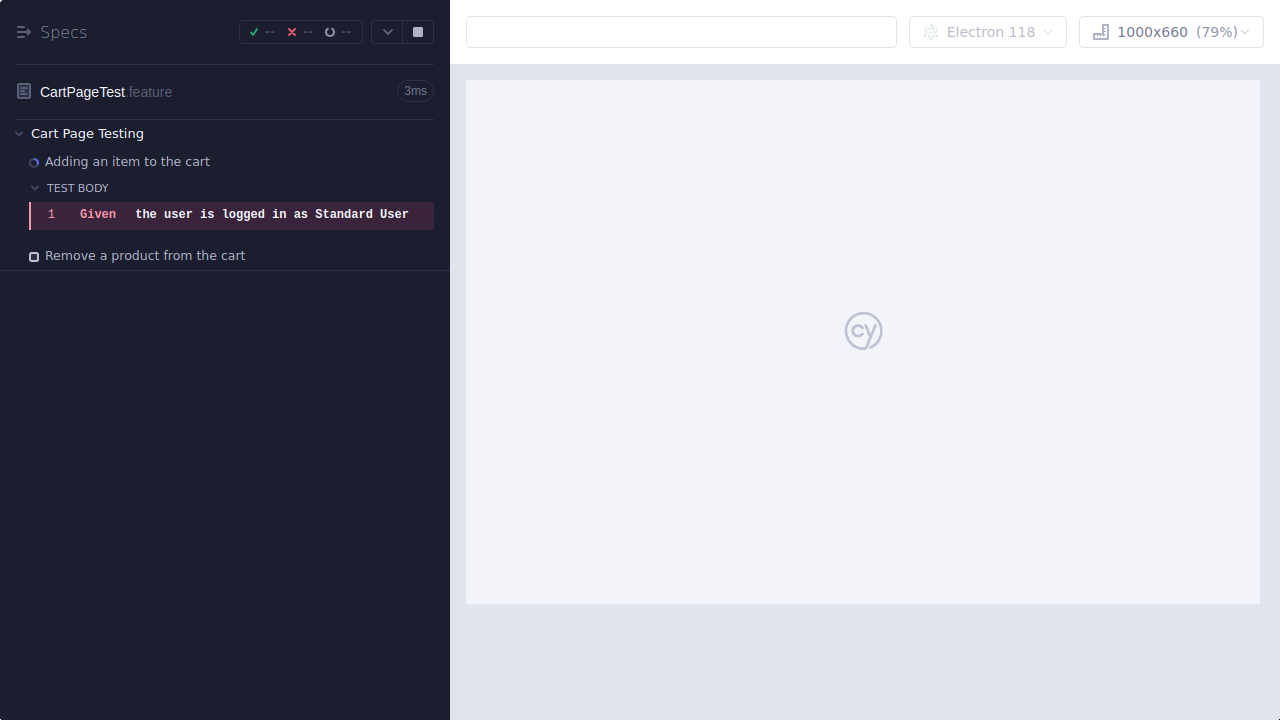 Specs
--
--
--
Electron 118
1000x660 (79%)
CartPageTest.feature
3ms
Cart Page Testing
Adding an item to the cart
TEST BODY
1 Given the user is logged in as Standard User
Remove a product from the cart
cy